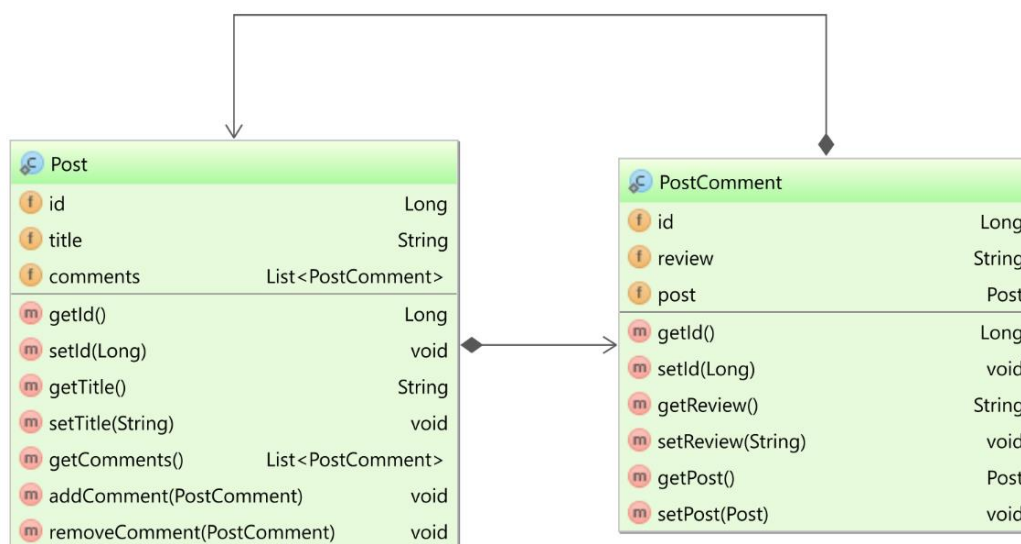 Post
id Long
title String
comments List<PostComment>
getId() Long
setId(Long) void
getTitle() String
setTitle(String) void
getComments() List<PostComment>
addComment(PostComment) void
removeComment(PostComment) void
PostComment
id Long
review String
post Post
getId() Long
setId(Long) void
getReview() String
setReview(String) void
getPost() Post
setPost(Post) void